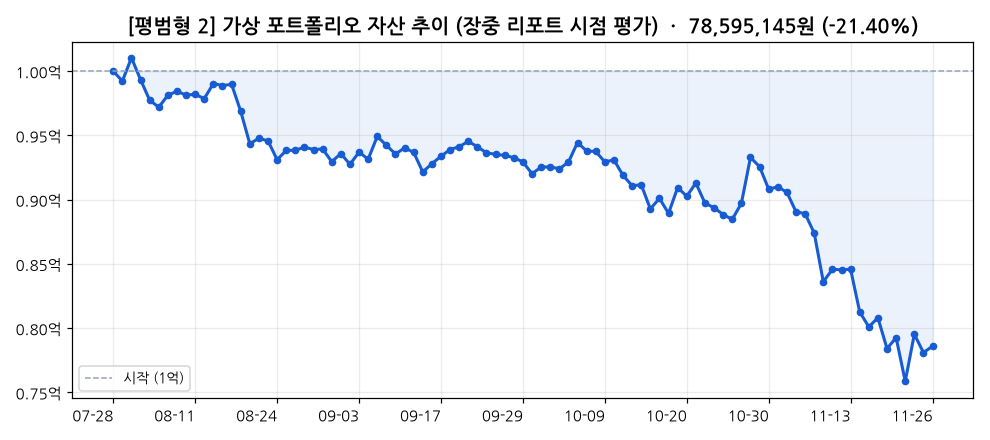 [평범형 2] 가상 포트폴리오 자산 추이 (장중 리포트 시점 평가) · 78,595,145원 (-21.40%)
1.00억
0.95억
0.90억
0.85억
0.80억
0.75억
시작 (1억)
07-28 08-11 08-24 09-03 09-17 09-29 10-09 10-20 10-30 11-13 11-26